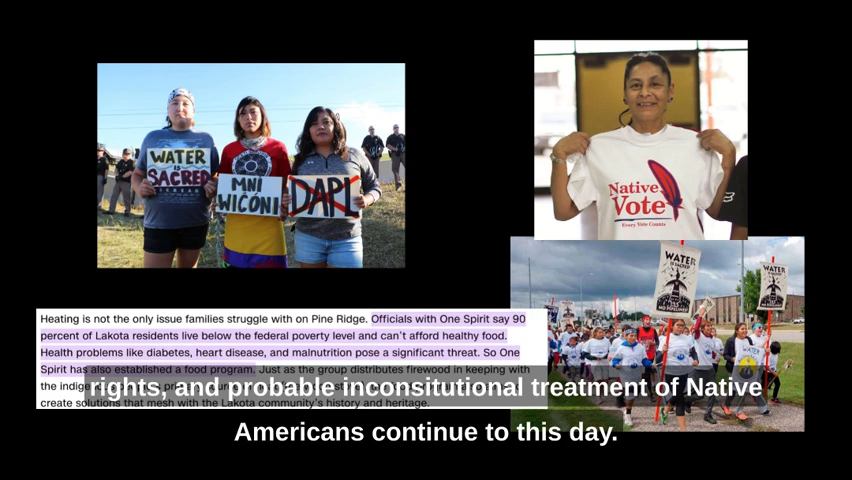 WATER
IS
SACRED
MNI
WICONI
DAPL
Native
Vote
Every Vote Counts
WATER
IS SACRED
NO PIPELINE!
WATER
Heating is not the only issue families struggle with on Pine Ridge. Officials with One Spirit say 90
percent of Lakota residents live below the federal poverty level and can't afford healthy food.
Health problems like diabetes, heart disease, and malnutrition pose a significant threat. So One
Spirit has also established a food program. Just as the group distributes firewood in keeping with
the
create solutions that mesh with the Lakota community's history and heritage.
rights, and probable inconsitutional treatment of Native
Americans continue to this day.